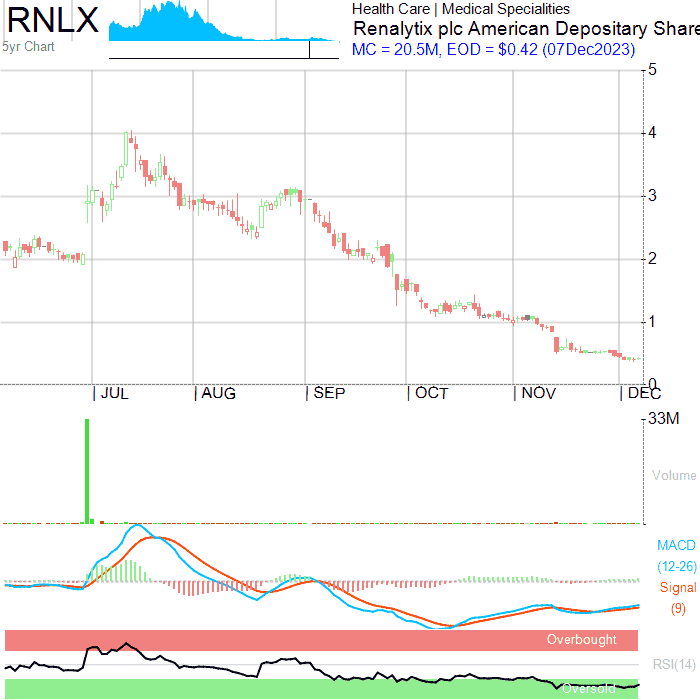 RNLX
5yr Chart
Health Care | Medical Specialities
Renalytix plc American Depositary Share
MC = 20.5M, EOD = $0.42 (07Dec2023)
5
4
3
2
1
0
JUL AUG SEP OCT NOV DEC
33M
Volume
MACD
(12-26)
Signal
(9)
Overbought
RSI(14)
Oversold